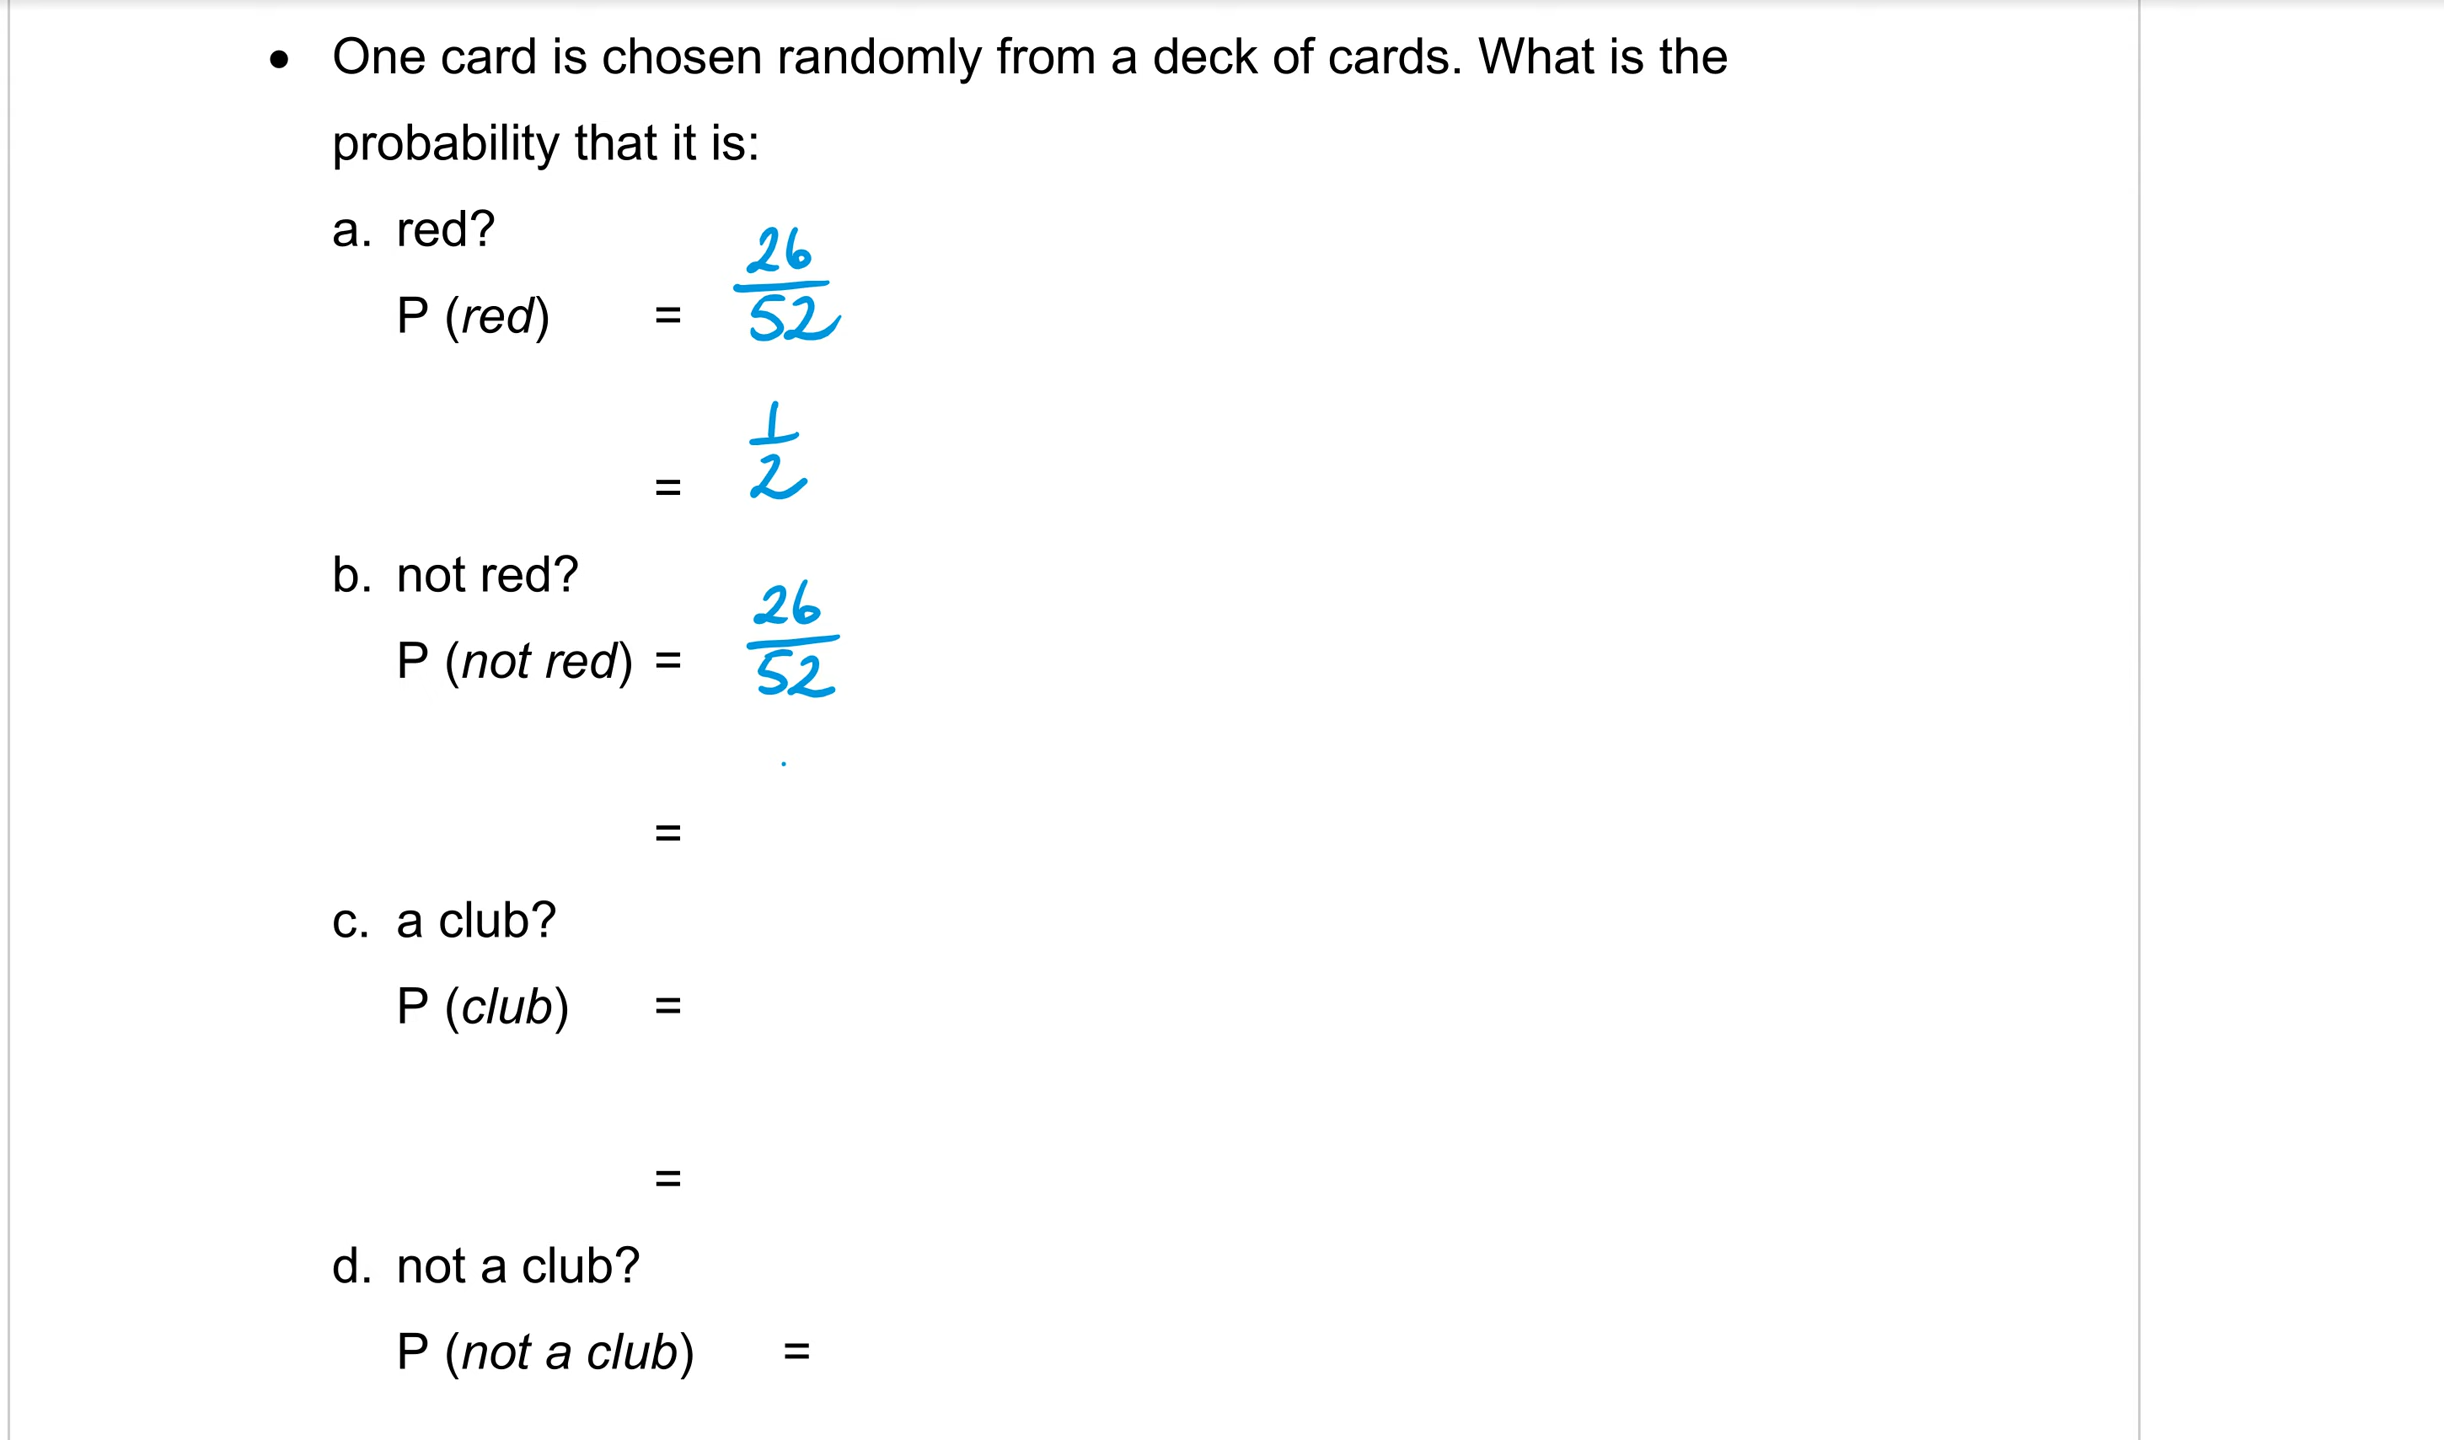 • One card is chosen randomly from a deck of cards. What is the
probability that it is:
a. red?
P (red) = 26/52
= 1/2
b. not red?
P (not red) = 26/52
=
c. a club?
P (club) =
=
d. not a club?
P (not a club) =